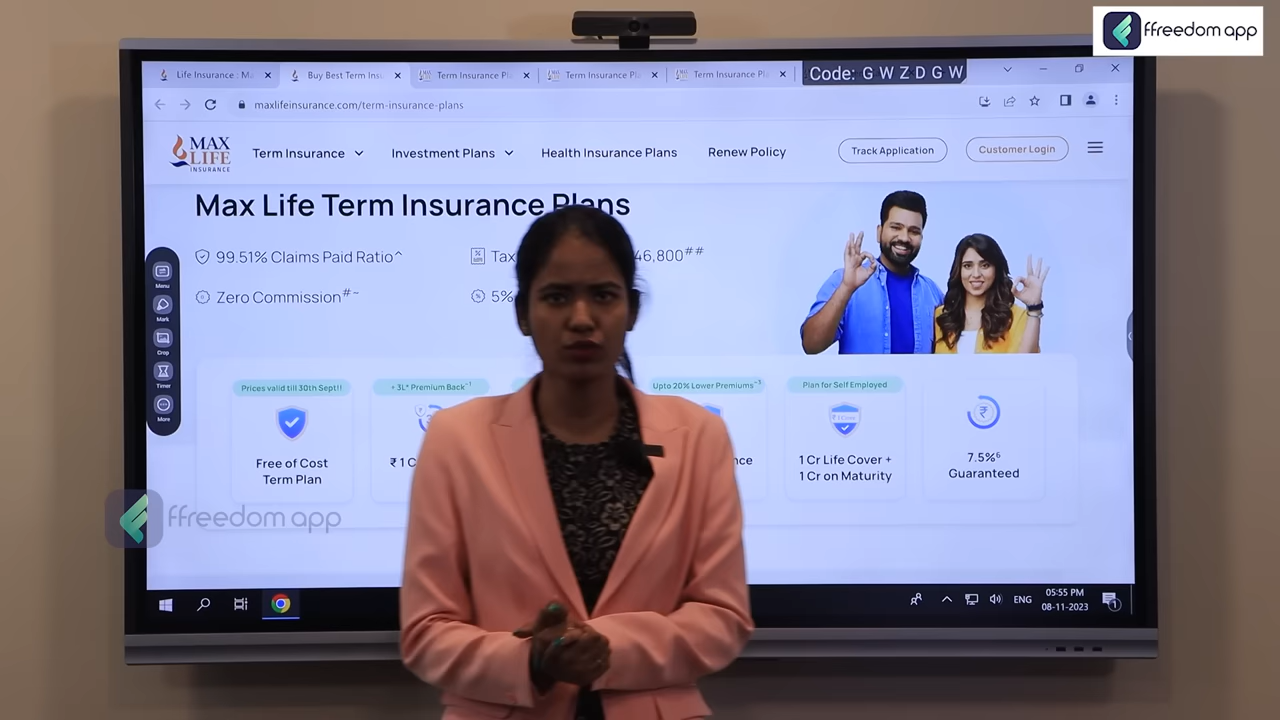 ffreedom app
Life Insurance : Ma
Buy Best Term Insu
Term Insurance Pla
Term Insurance Pla
Term Insurance Pla
Code: G W Z D G W
maxlifeinsurance.com/term-insurance-plans
MAX
LIFE
INSURANCE
Term Insurance
Investment Plans
Health Insurance Plans
Renew Policy
Track Application
Customer Login
Max Life Term Insurance Plans
99.51% Claims Paid Ratio^
Tax
46,800##
Zero Commission#~
5%
Menu
Mark
Crop
Timer
More
Prices valid till 30th Sept!!
Premium Back
Upto 20% Lower Premiums~5
Plan for Self Employed
Free of Cost
Term Plan
₹ 1 C
nce
1 Cr Life Cover +
1 Cr on Maturity
7.5%6
Guaranteed
ffreedom app
ENG
05:55 PM
08-11-2023
1